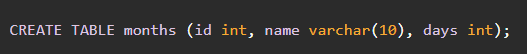 CREATE TABLE months (id int, name varchar(10), days int);